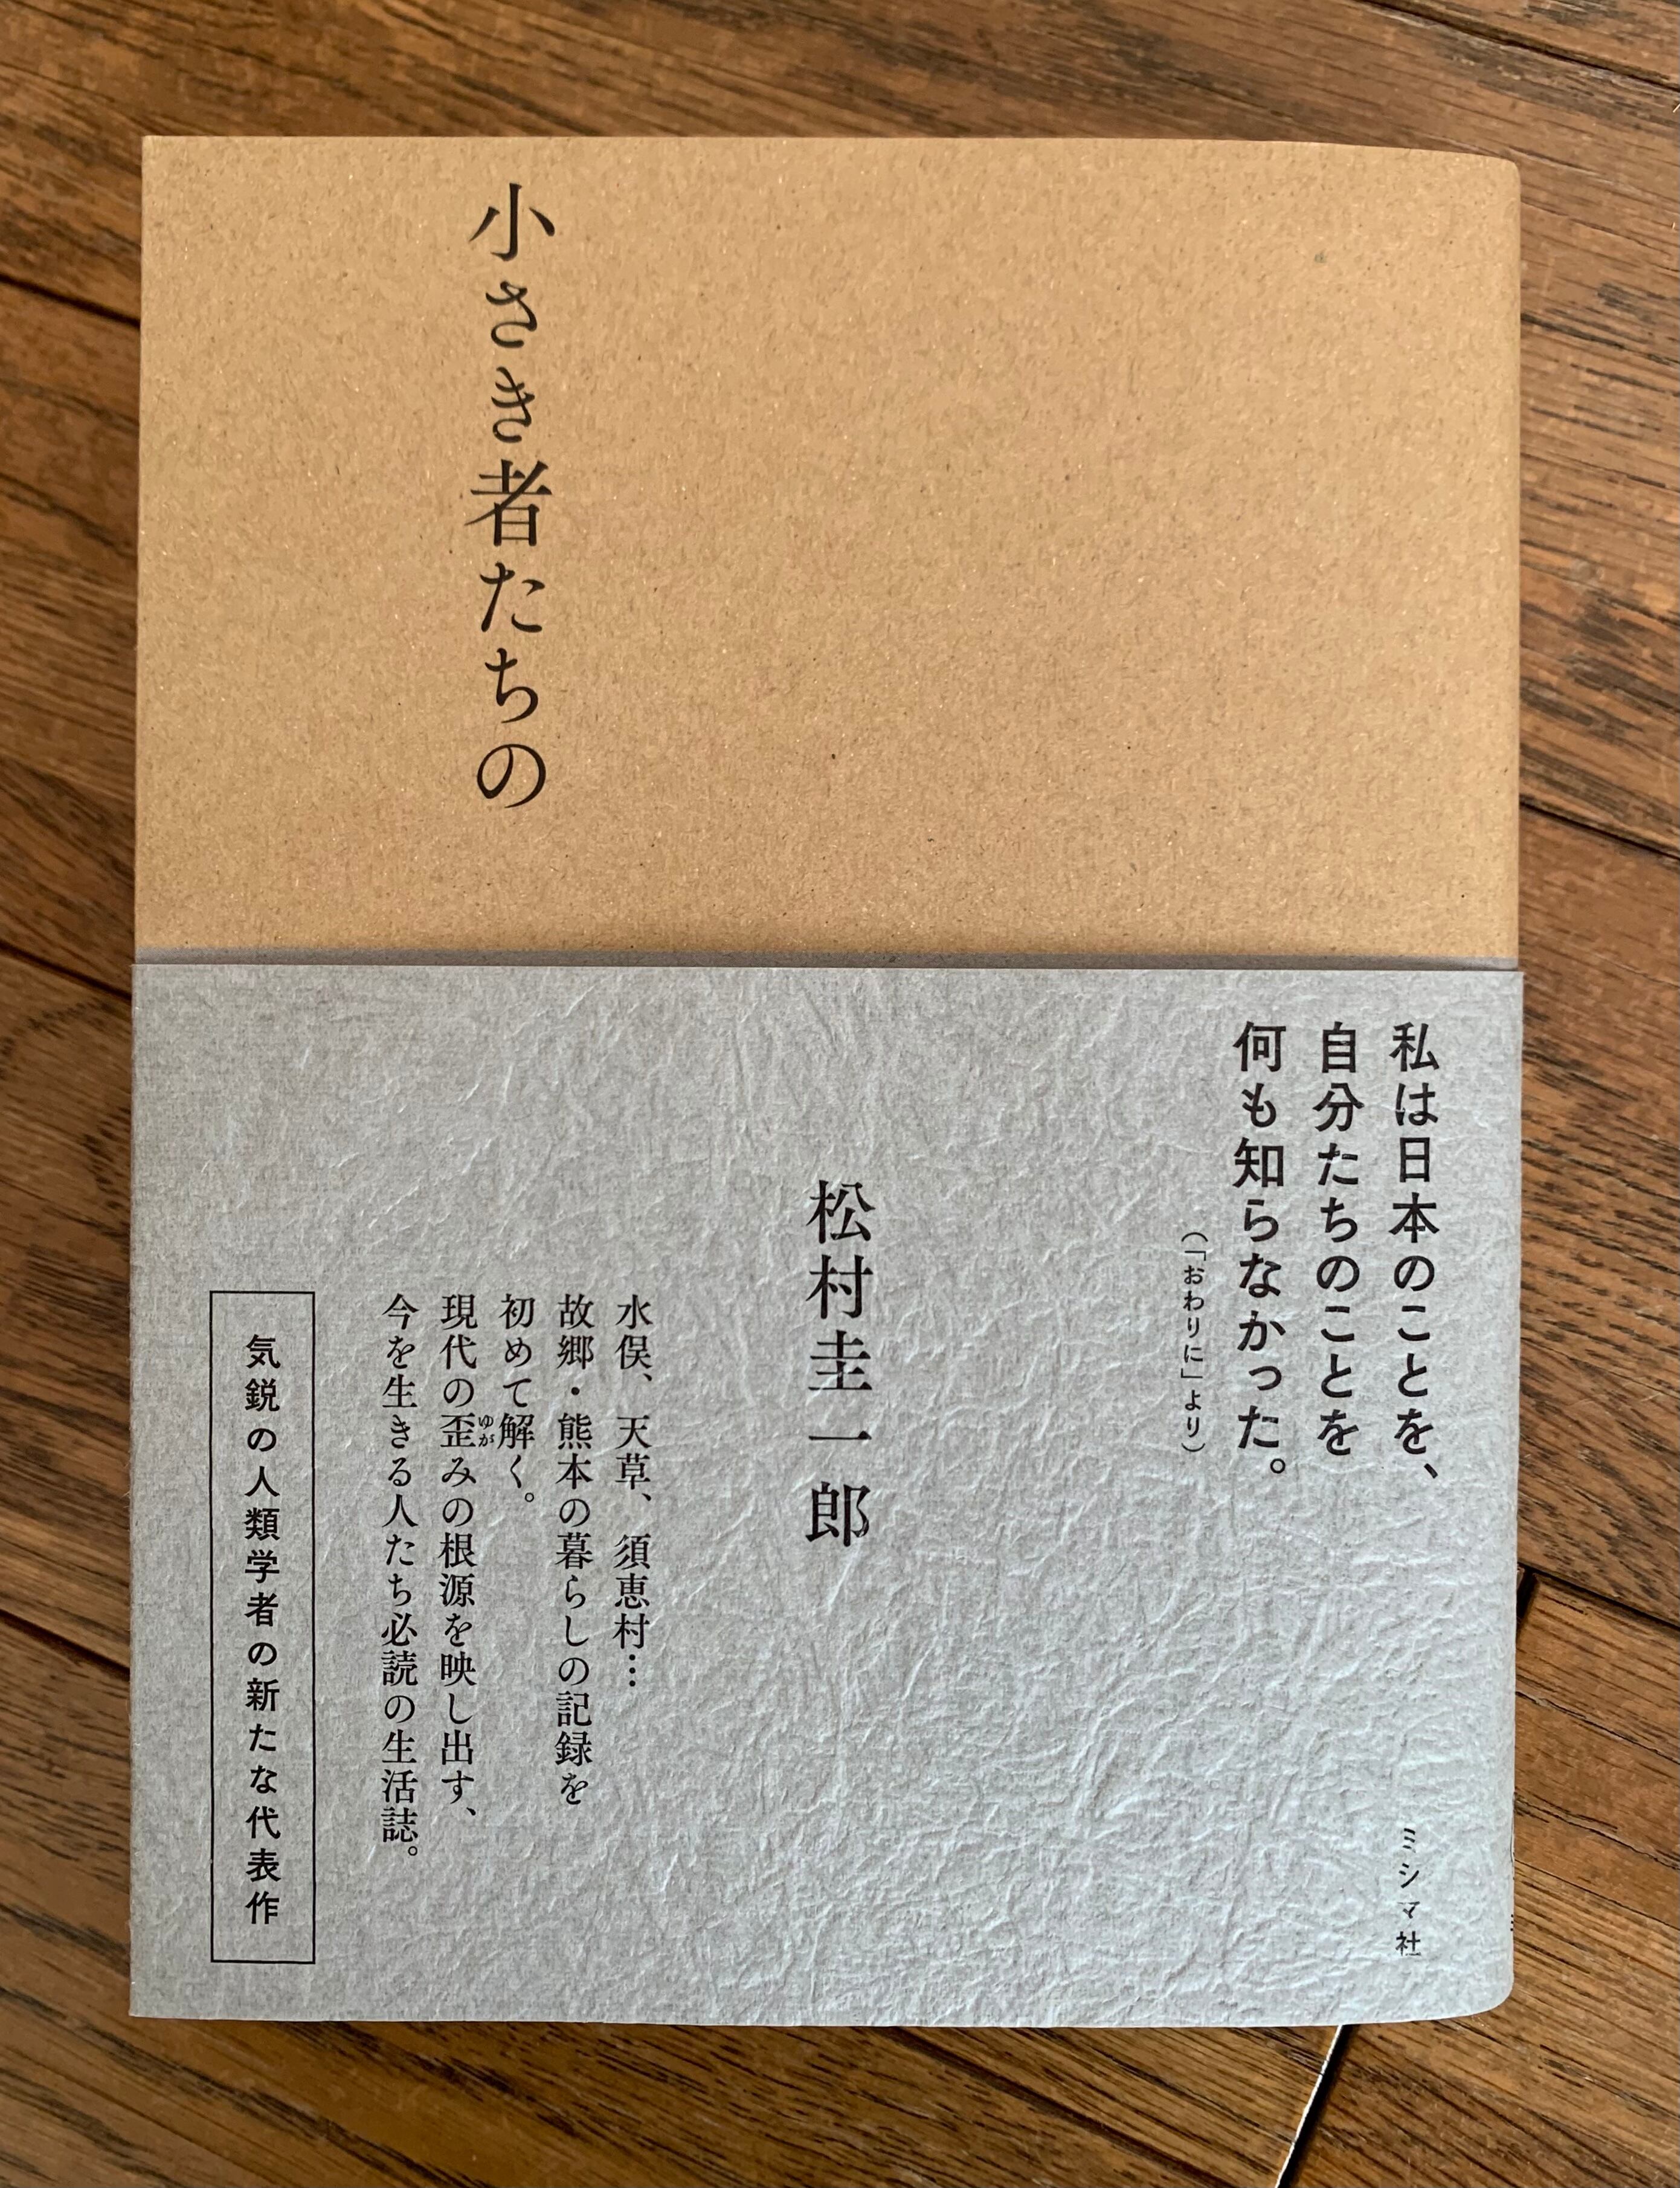 小さき者たちの
私は日本のことを、
自分たちのことを
何も知らなかった。
（「おわりに」より）
松村圭一郎
水俣、天草、須恵村…
故郷・熊本の暮らしの記録を
初めて解く。
現代の歪ゆがみの根源を映し出す、
今を生きる人たち必読の生活誌。
気鋭の人類学者の新たな代表作
ミシマ社